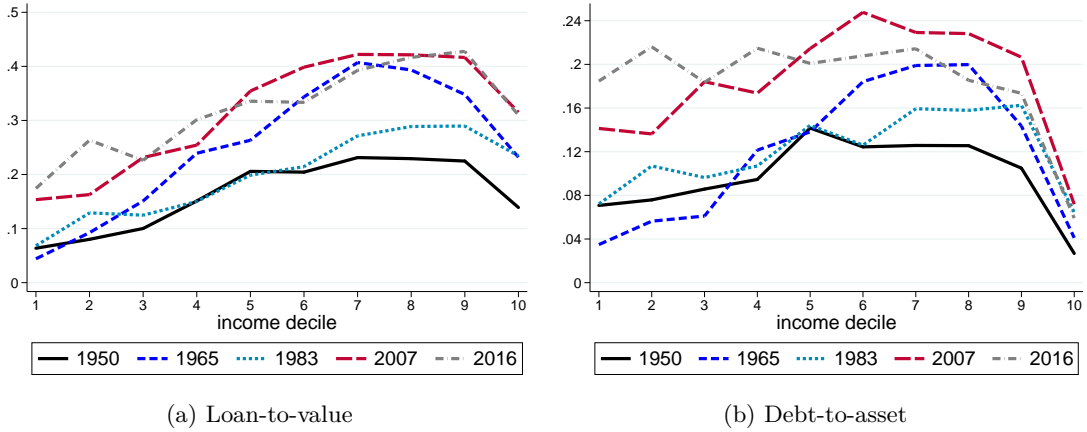 .5
.4
.3
.2
.1
0
1 2 3 4 5 6 7 8 9 10
income decile
1950 1965 1983 2007 2016
(a) Loan-to-value
.24
.2
.16
.12
.08
.04
0
1 2 3 4 5 6 7 8 9 10
income decile
1950 1965 1983 2007 2016
(b) Debt-to-asset